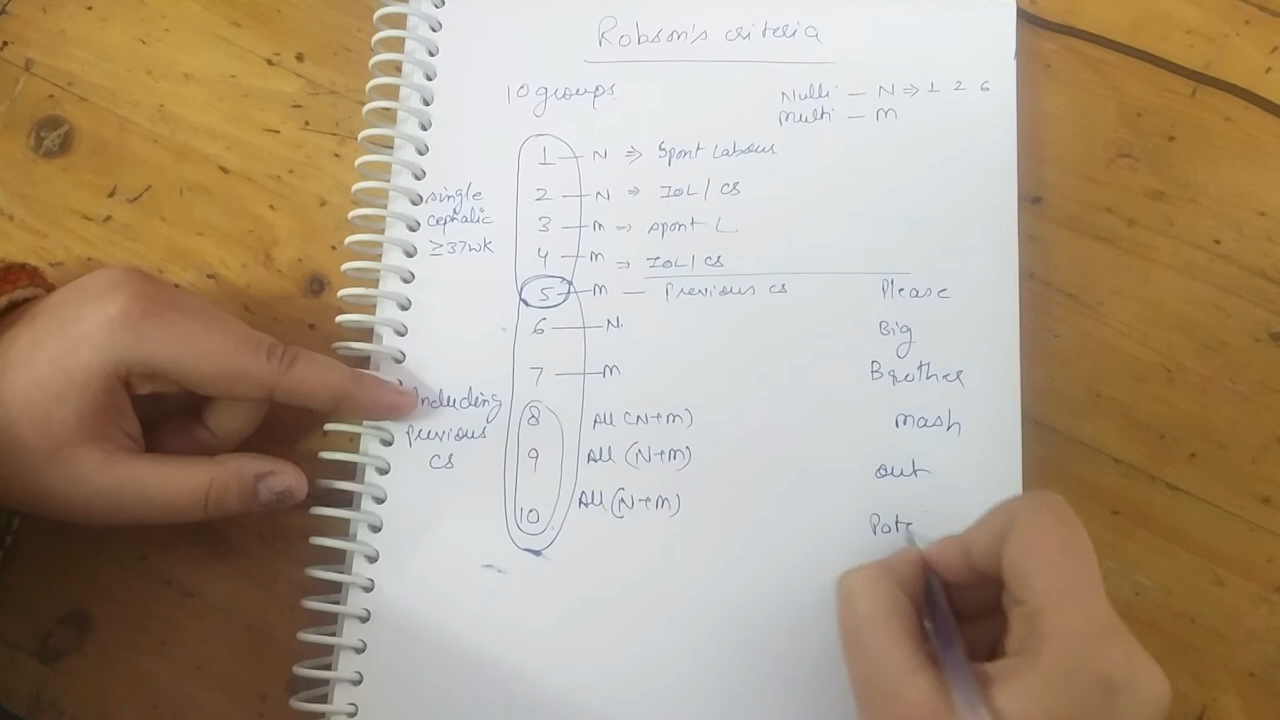 Robson's criteria
10 groups
Nulli - N ⇒ 1 2 6
Multi - M
1 - N ⇒ Spont Labour
2 - N ⇒ IOL / CS
3 - M ⇒ Spont L
4 - M ⇒ IOL / CS
single
cephalic
≥37wk
5 - M - Previous CS Please
6 - N Big
7 - M Brother
Including
previous
CS
8 All (N+M) mash
9 All (N+M) out
10 All (N+M) Pot